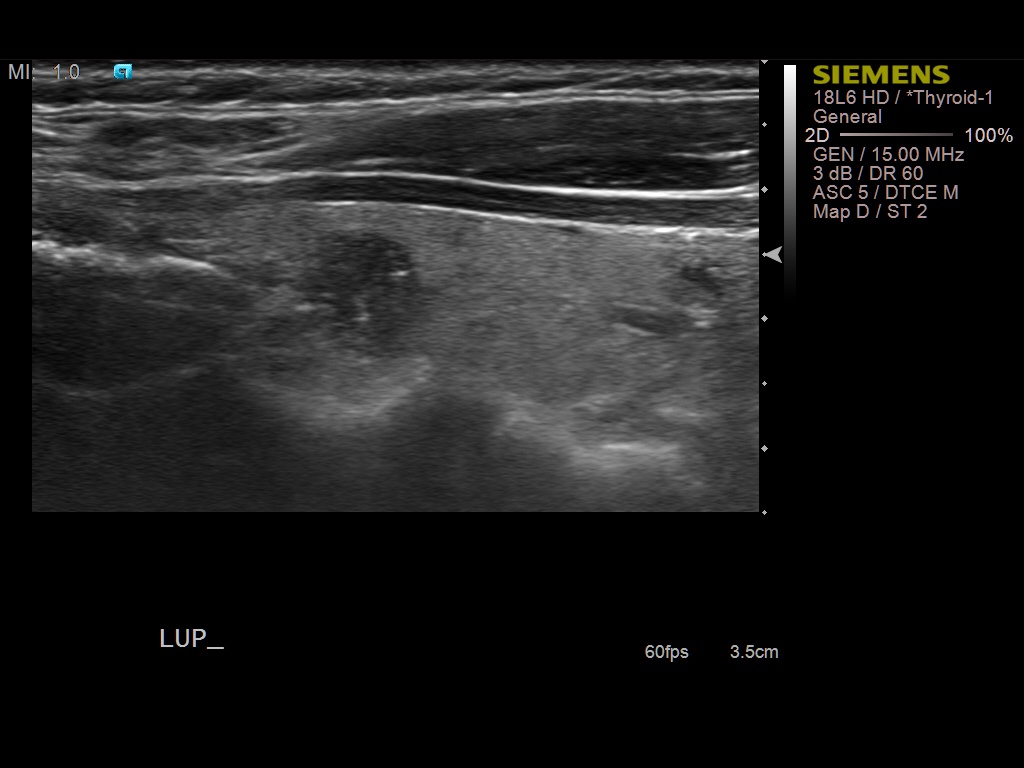 MI: 1.0
SIEMENS
18L6 HD / *Thyroid-1
General
2D 100%
GEN / 15.00 MHz
3 dB / DR 60
ASC 5 / DTCE M
Map D / ST 2
LUP_
60fps 3.5cm